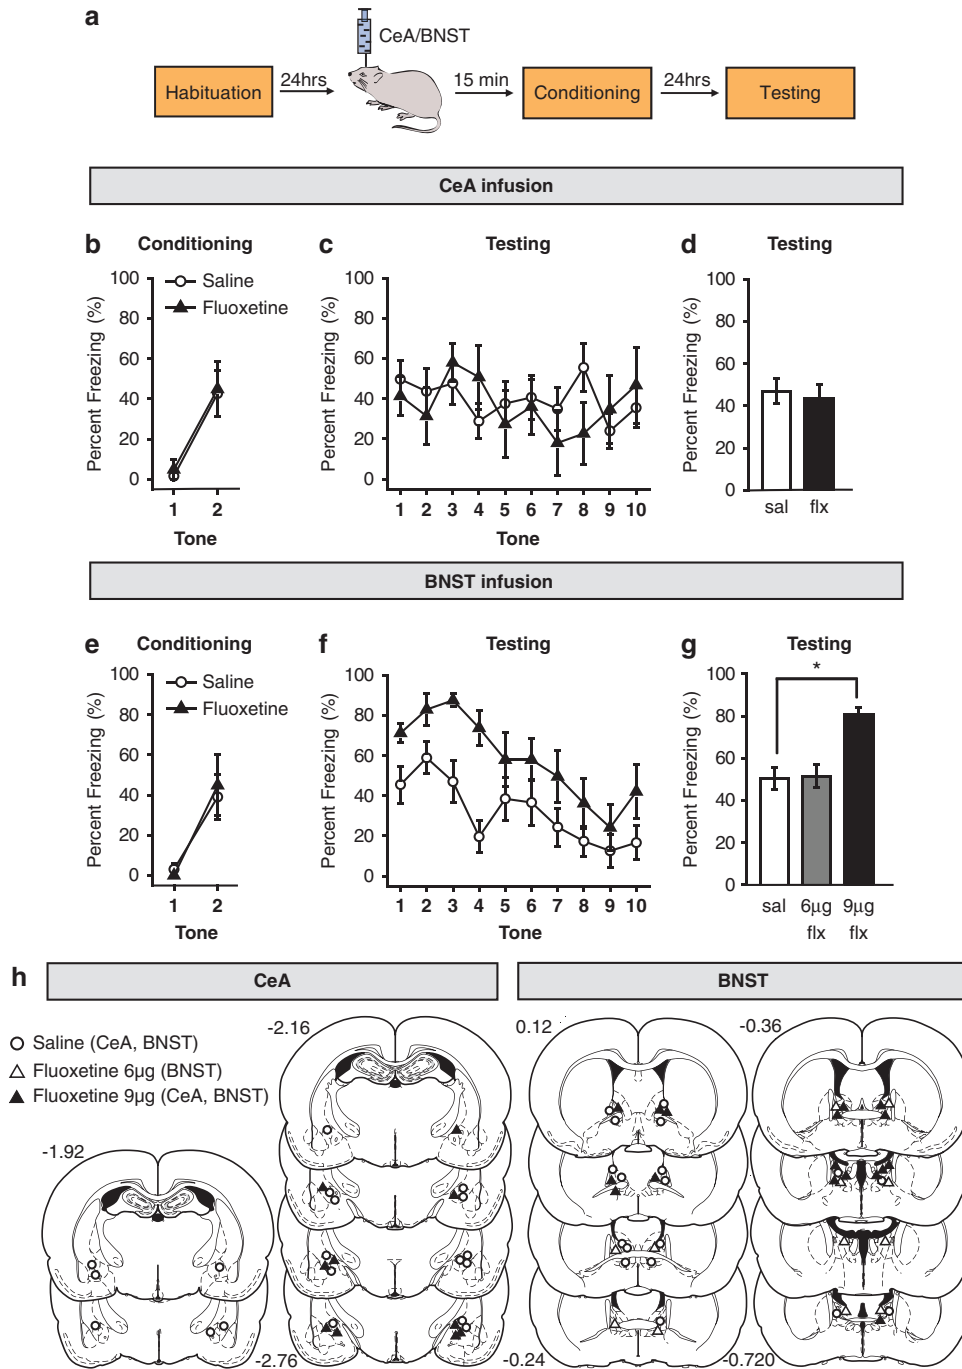 a
CeA/BNST
Habituation
24hrs
15 min
Conditioning
24hrs
Testing
CeA infusion
b Conditioning
Percent Freezing (%)
100
80
60
40
20
0
Saline
Fluoxetine
1 2
Tone
c Testing
Percent Freezing (%)
100
80
60
40
20
0
1 2 3 4 5 6 7 8 9 10
Tone
d Testing
Percent Freezing (%)
100
80
60
40
20
0
sal flx
BNST infusion
e Conditioning
Percent Freezing (%)
100
80
60
40
20
0
Saline
Fluoxetine
1 2
Tone
f Testing
Percent Freezing (%)
100
80
60
40
20
0
1 2 3 4 5 6 7 8 9 10
Tone
g Testing
Percent Freezing (%)
100
80
60
40
20
0
*
sal 6µg 9µg
flx flx
h
CeA
BNST
Saline (CeA, BNST)
Fluoxetine 6µg (BNST)
Fluoxetine 9µg (CeA, BNST)
-1.92
-2.16
-2.76
0.12
-0.24
-0.36
-0.720